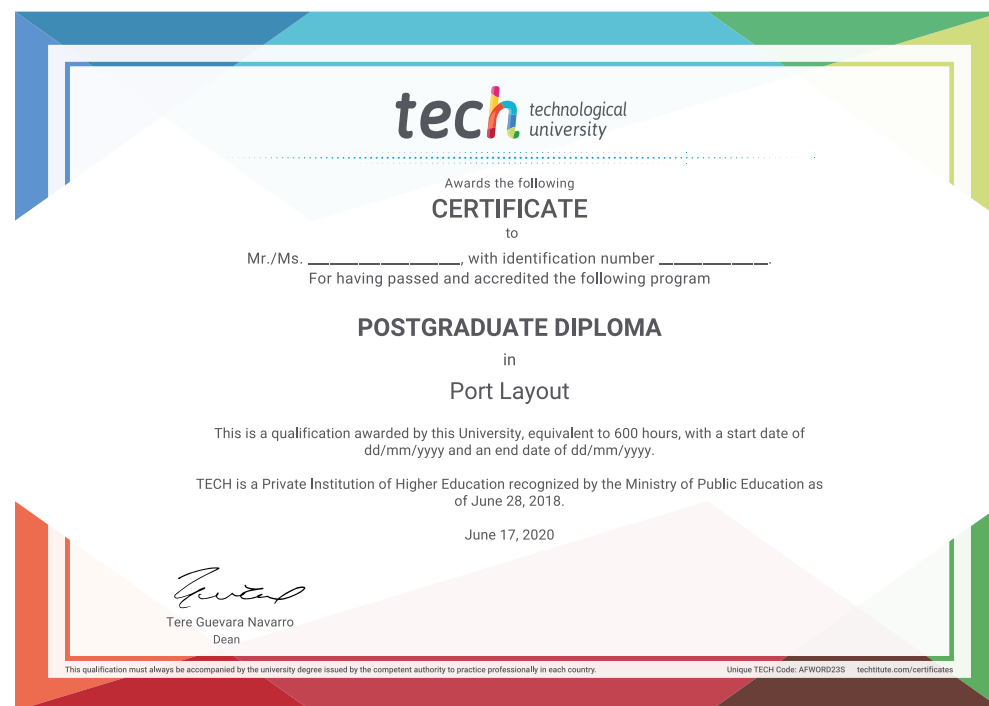 tech technological
university
Awards the following
CERTIFICATE
to
Mr./Ms. ________________, with identification number ____________.
For having passed and accredited the following program
POSTGRADUATE DIPLOMA
in
Port Layout
This is a qualification awarded by this University, equivalent to 600 hours, with a start date of
dd/mm/yyyy and an end date of dd/mm/yyyy.
TECH is a Private Institution of Higher Education recognized by the Ministry of Public Education as
of June 28, 2018.
June 17, 2020
Tere Guevara Navarro
Dean
This qualification must always be accompanied by the university degree issued by the competent authority to practice professionally in each country. Unique TECH Code: AFWORD23S techtitute.com/certificates